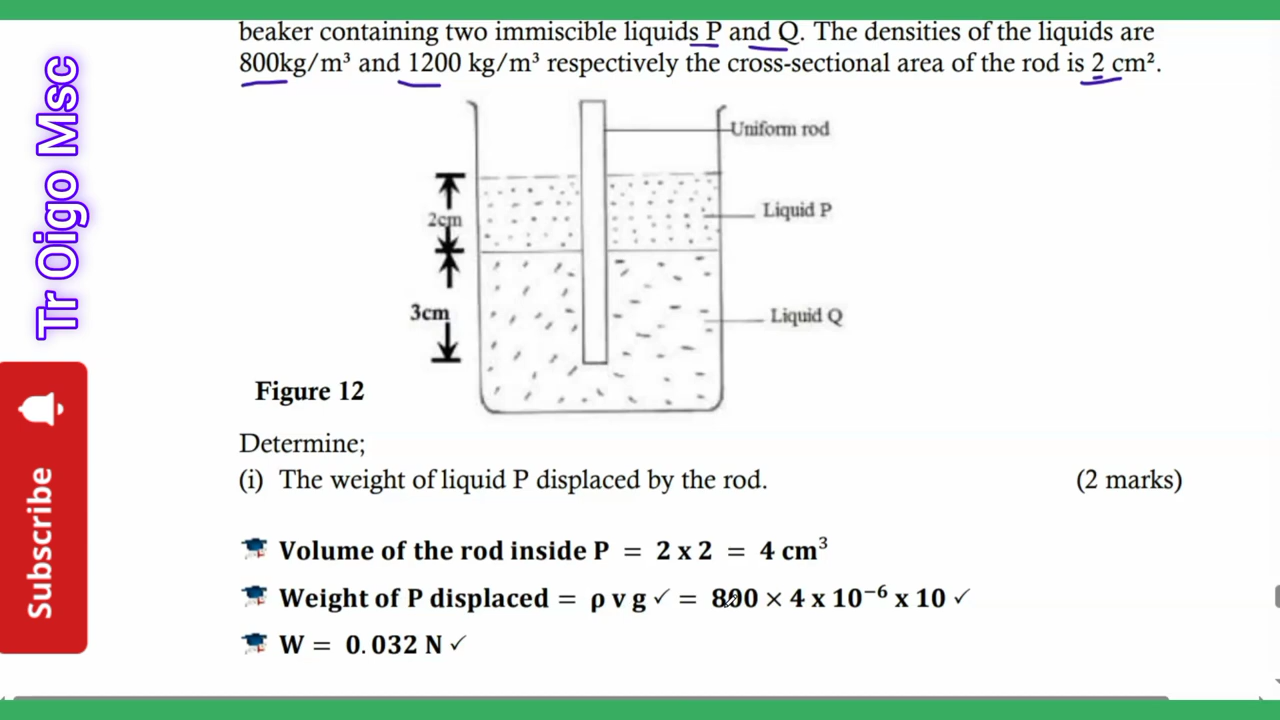 beaker containing two immiscible liquids P and Q. The densities of the liquids are
800kg/m³ and 1200 kg/m³ respectively the cross-sectional area of the rod is 2 cm².
Uniform rod
Liquid P
2cm
3cm
Liquid Q
Figure 12
Determine;
(i) The weight of liquid P displaced by the rod. (2 marks)
Volume of the rod inside P = 2 x 2 = 4 cm³
Weight of P displaced = ρ v g ✓ = 800 × 4 x 10⁻⁶ x 10 ✓
W = 0.032 N ✓
Tr Oigo Msc
Subscribe